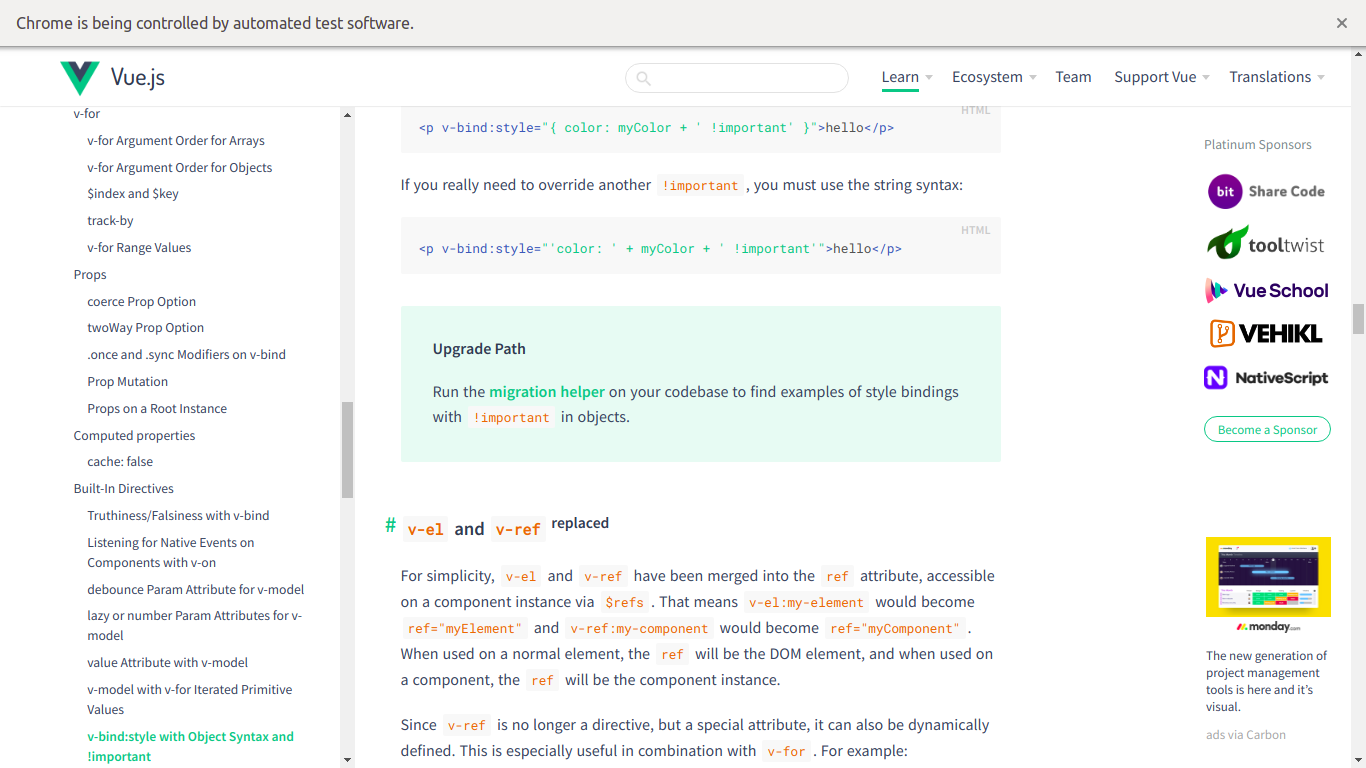 Chrome is being controlled by automated test software.
Vue.js
Learn
Ecosystem
Team
Support Vue
Translations
v-for
v-for Argument Order for Arrays
v-for Argument Order for Objects
$index and $key
track-by
v-for Range Values
Props
coerce Prop Option
twoWay Prop Option
.once and .sync Modifiers on v-bind
Prop Mutation
Props on a Root Instance
Computed properties
cache: false
Built-In Directives
Truthiness/Falsiness with v-bind
Listening for Native Events on
Components with v-on
debounce Param Attribute for v-model
lazy or number Param Attributes for v-
model
value Attribute with v-model
v-model with v-for Iterated Primitive
Values
v-bind:style with Object Syntax and
!important
HTML
<p v-bind:style="{ color: myColor + ' !important' }">hello</p>
If you really need to override another !important , you must use the string syntax:
HTML
<p v-bind:style="'color: ' + myColor + ' !important'">hello</p>
Upgrade Path
Run the migration helper on your codebase to find examples of style bindings
with !important in objects.
# v-el and v-ref replaced
For simplicity, v-el and v-ref have been merged into the ref attribute, accessible
on a component instance via $refs . That means v-el:my-element would become
ref="myElement" and v-ref:my-component would become ref="myComponent" .
When used on a normal element, the ref will be the DOM element, and when used on
a component, the ref will be the component instance.
Since v-ref is no longer a directive, but a special attribute, it can also be dynamically
defined. This is especially useful in combination with v-for . For example:
Platinum Sponsors
bit Share Code
tooltwist
Vue School
VEHIKL
NativeScript
Become a Sponsor
monday.com
The new generation of
project management
tools is here and it's
visual.
ads via Carbon